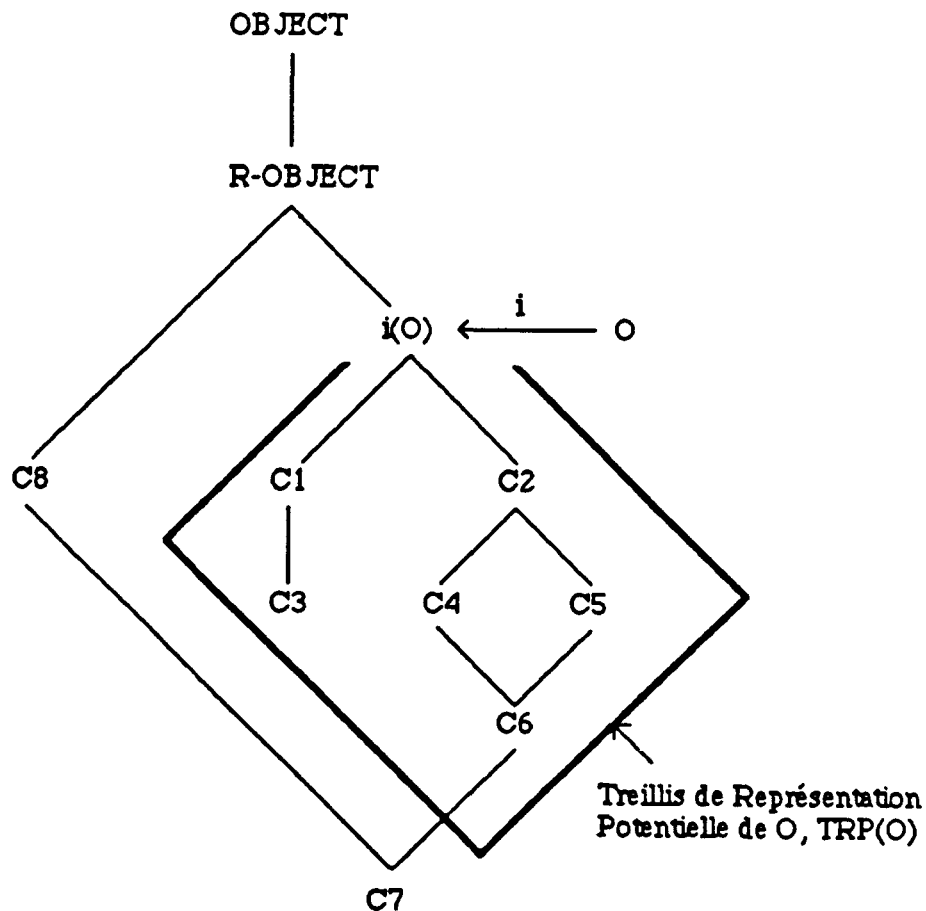 OBJECT
R-OBJECT
i
i(O)
O
C8
C1
C2
C3
C4
C5
C6
Treillis de Représentation
Potentielle de O, TRP(O)
C7